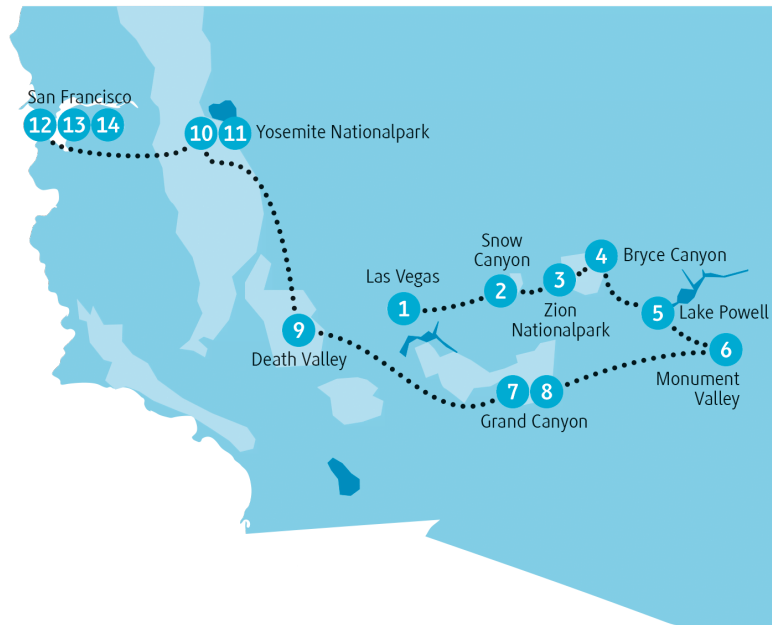 San Francisco
12 13 14
10 11 Yosemite Nationalpark
Snow
Canyon
4 Bryce Canyon
Las Vegas
3
2
1
Zion
Nationalpark
5 Lake Powell
9
Death Valley
6
Monument
Valley
7 8
Grand Canyon